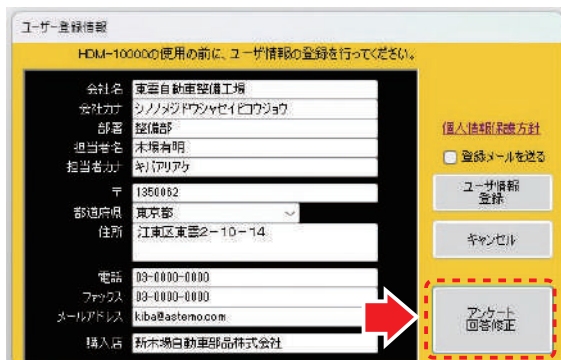 ユーザー登録情報
HDM-10000の使用の前に、ユーザ情報の登録を行ってください。
会社名 東雲自動車整備工場
会社カナ シノノメジドウシャセイビコウジョウ
部署 整備部
担当者名 木場有明
担当者カナ キバアリアケ
〒 1350062
都道府県 東京都
住所 江東区東雲2-10-14
電話 03-0000-0000
ファックス 03-0000-0000
メールアドレス kiba@astemo.com
購入店 新木場自動車部品株式会社
個人情報保護方針
登録メールを送る
ユーザ情報
登録
キャンセル
アンケート
回答修正